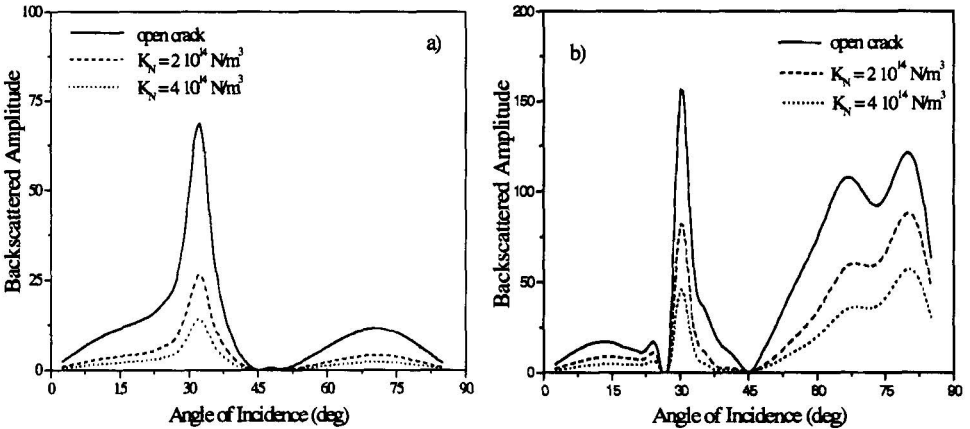 100
75
50
25
0
Backscattered Amplitude
open crack
K_N = 2 10^14 N/m^3
K_N = 4 10^14 N/m^3
a)
0 15 30 45 60 75 90
Angle of Incidence (deg)
200
150
100
50
0
Backscattered Amplitude
b)
open crack
K_N = 2 10^14 N/m^3
K_N = 4 10^14 N/m^3
0 15 30 45 60 75 90
Angle of Incidence (deg)